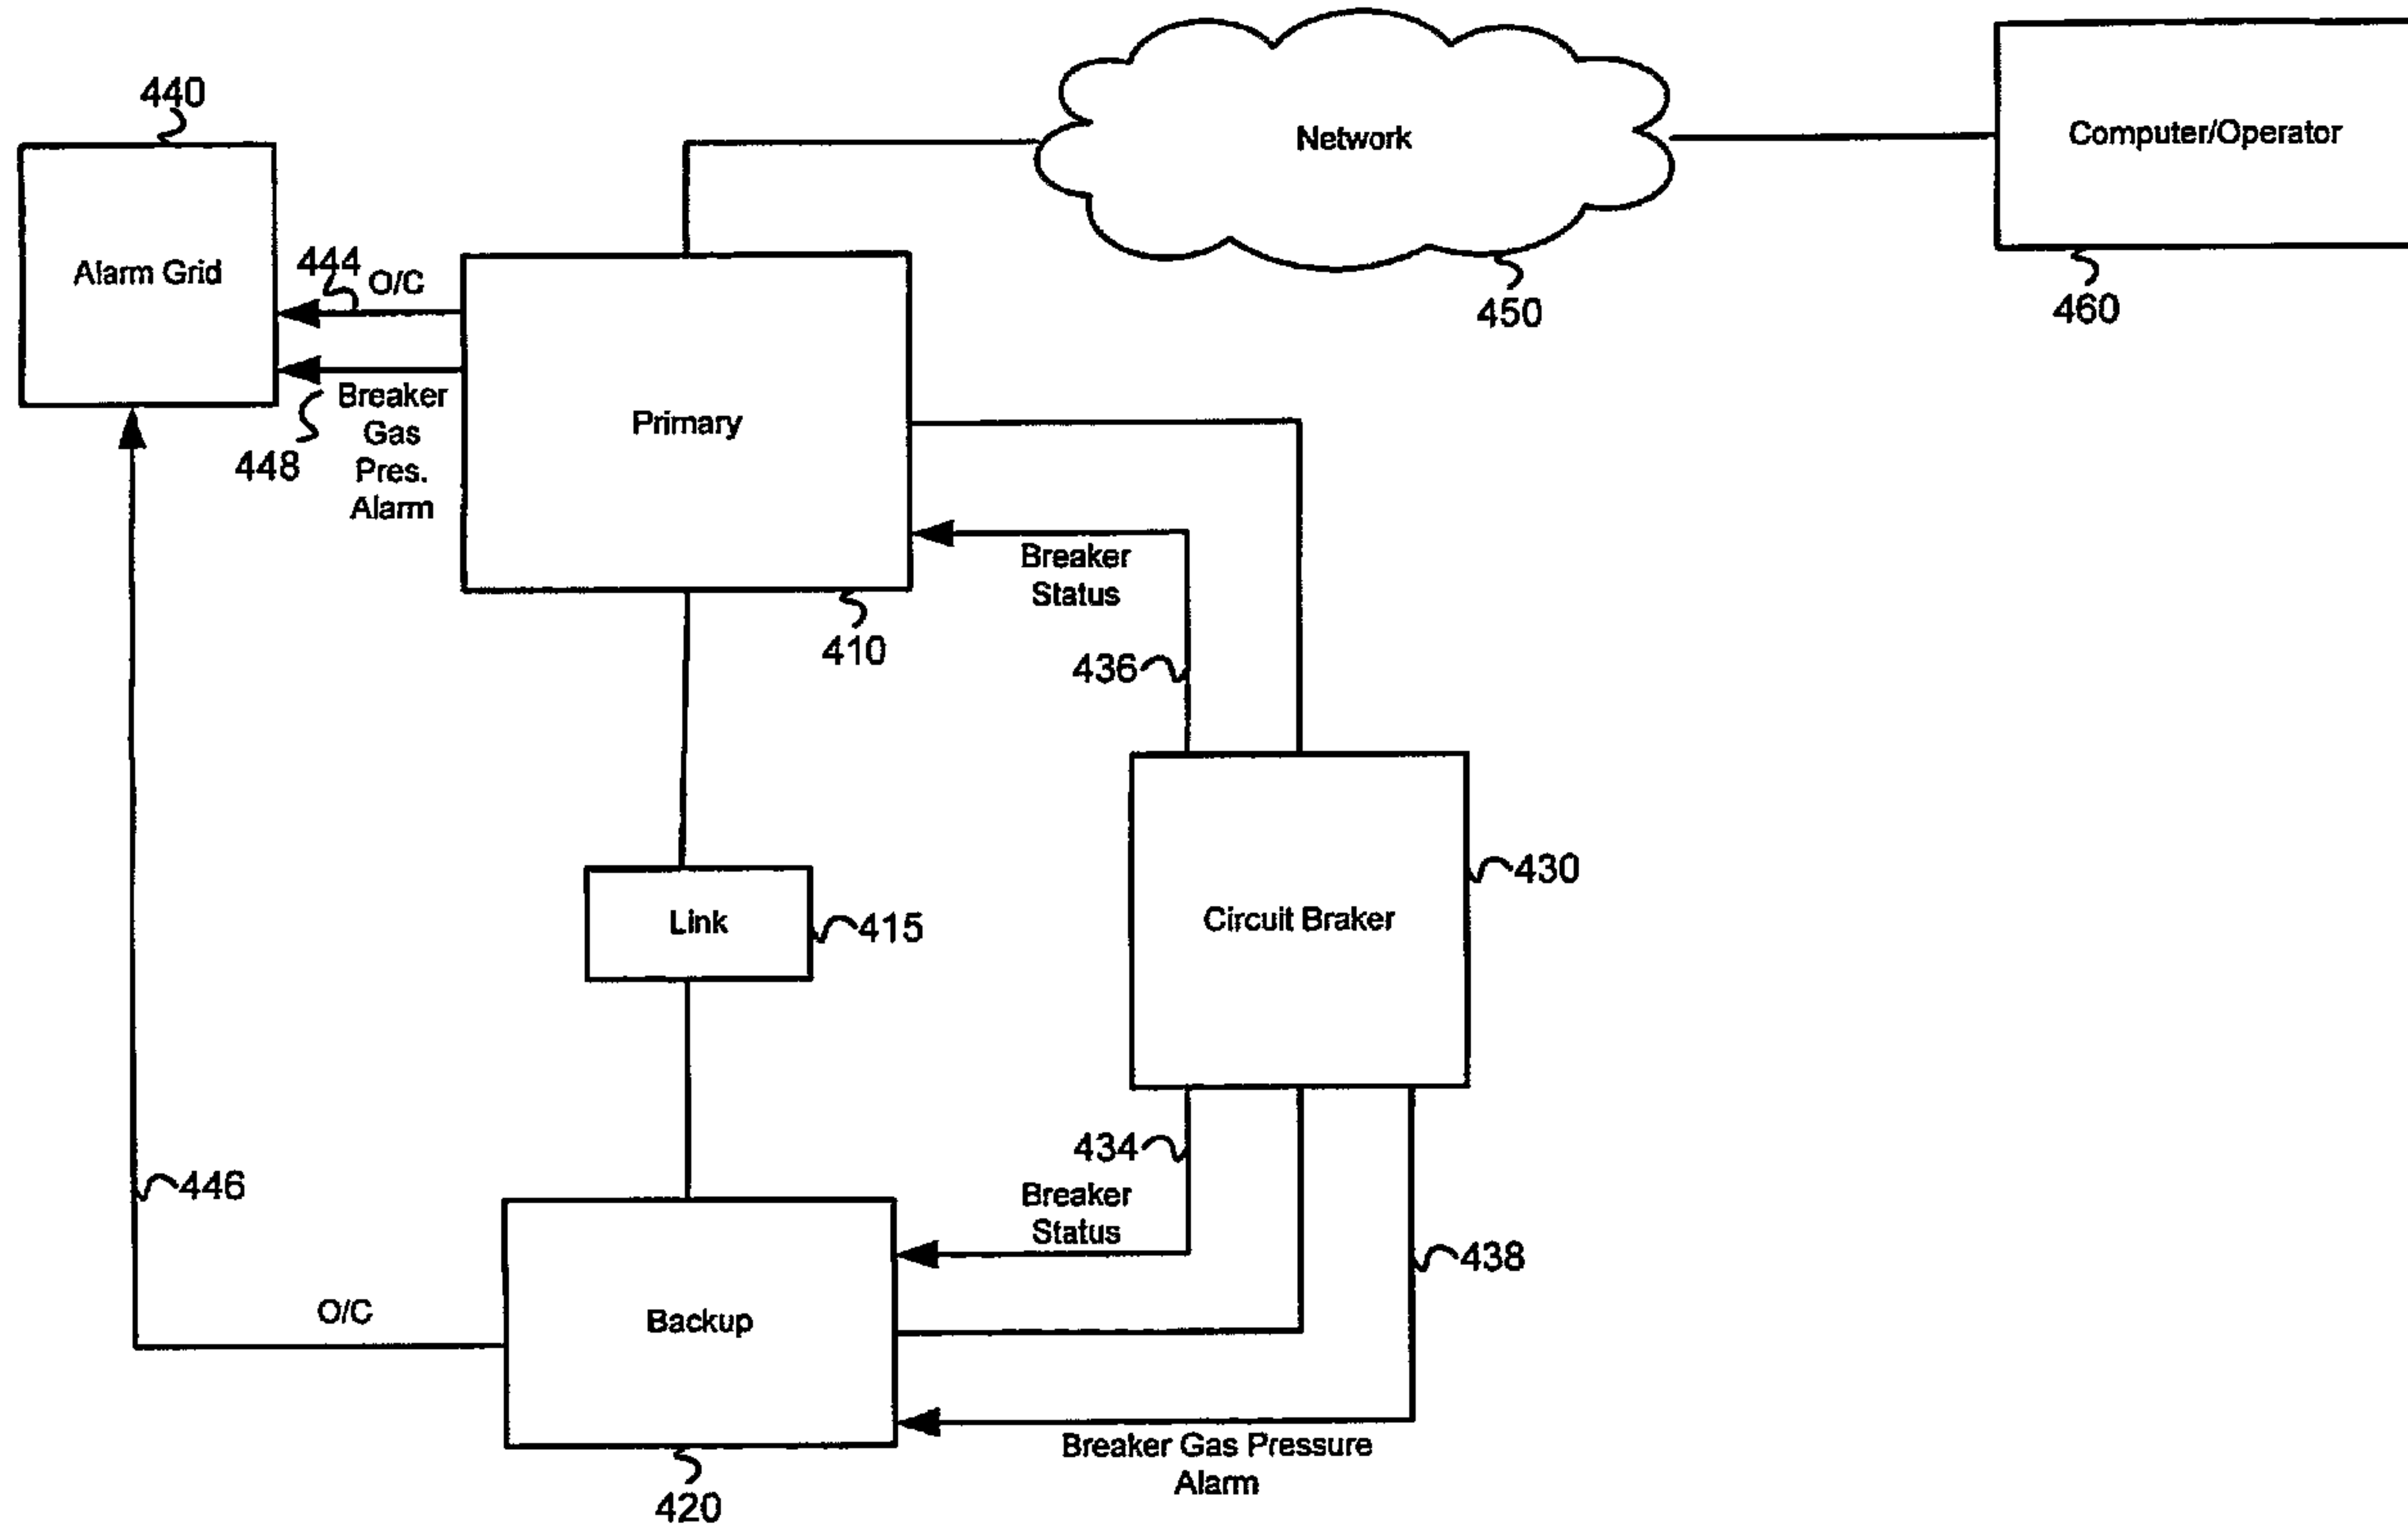 440
Network
Computer/Operator
Alarm Grid
444
O/C
450
460
Breaker
Gas
Pres.
Alarm
448
Primary
Breaker
Status
410
436
430
Link
415
Circuit Braker
434
Breaker
Status
446
438
O/C
Backup
Breaker Gas Pressure
Alarm
420